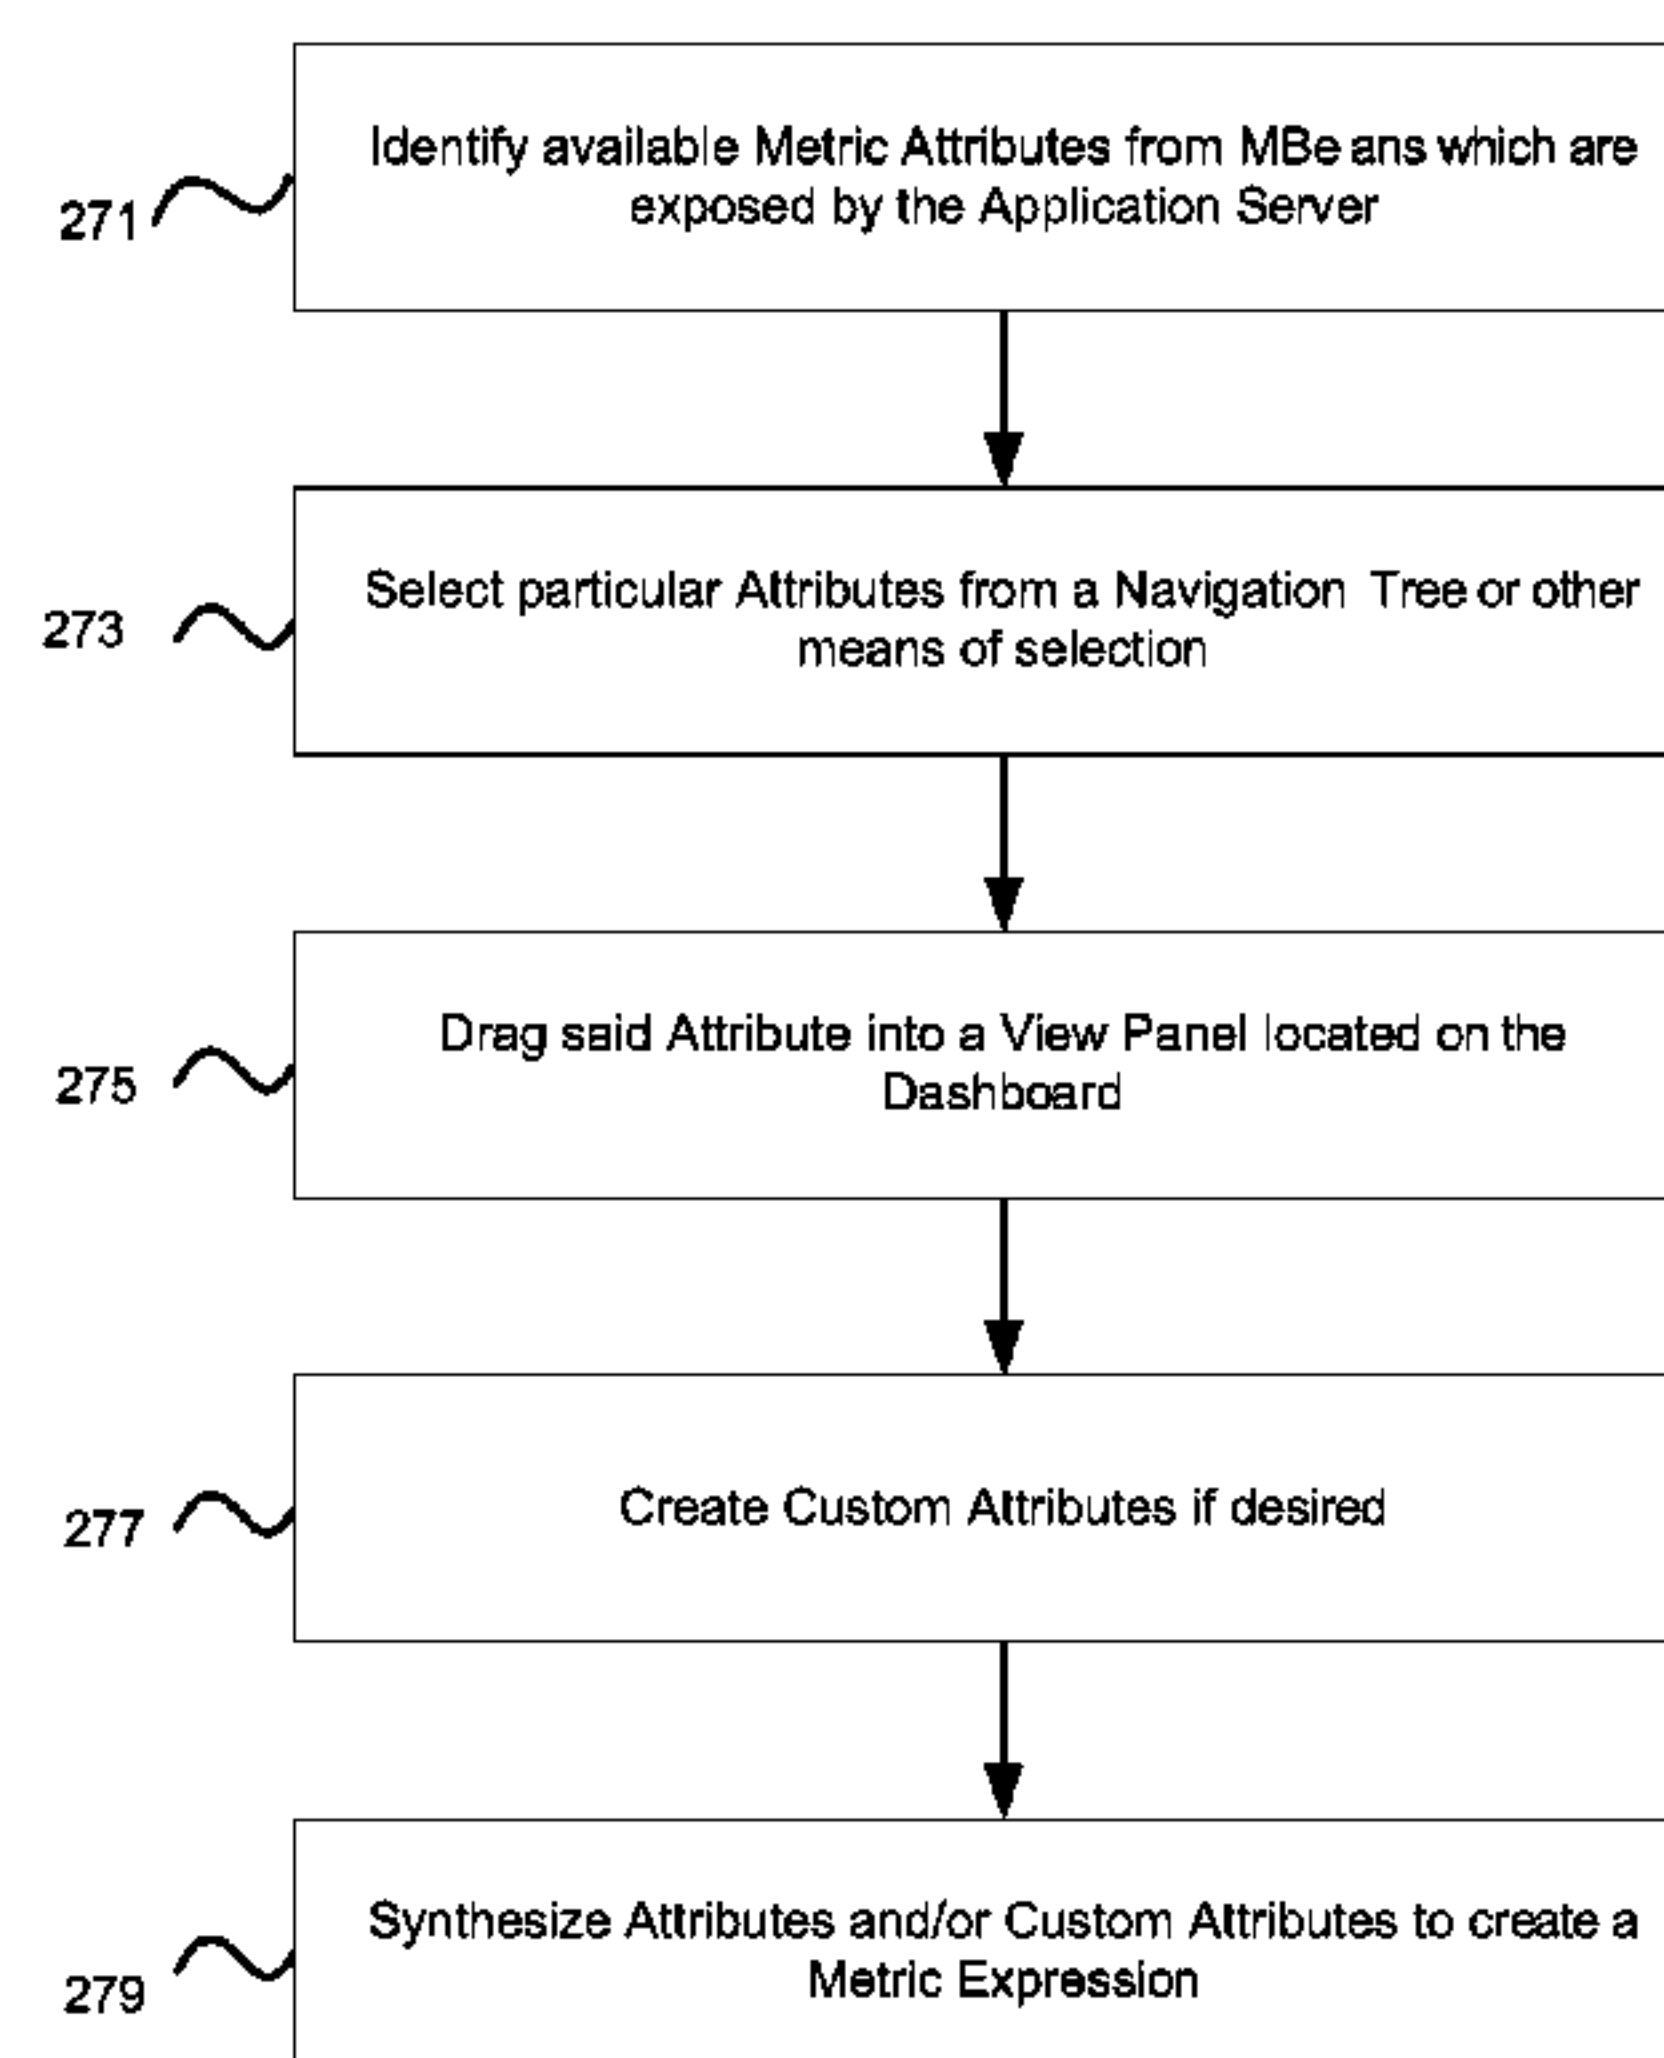 Identify available Metric Attributes from MBeans which are
exposed by the Application Server
271
Select particular Attributes from a Navigation Tree or other
means of selection
273
Drag said Attribute into a View Panel located on the
Dashboard
275
Create Custom Attributes if desired
277
Synthesize Attributes and/or Custom Attributes to create a
Metric Expression
279